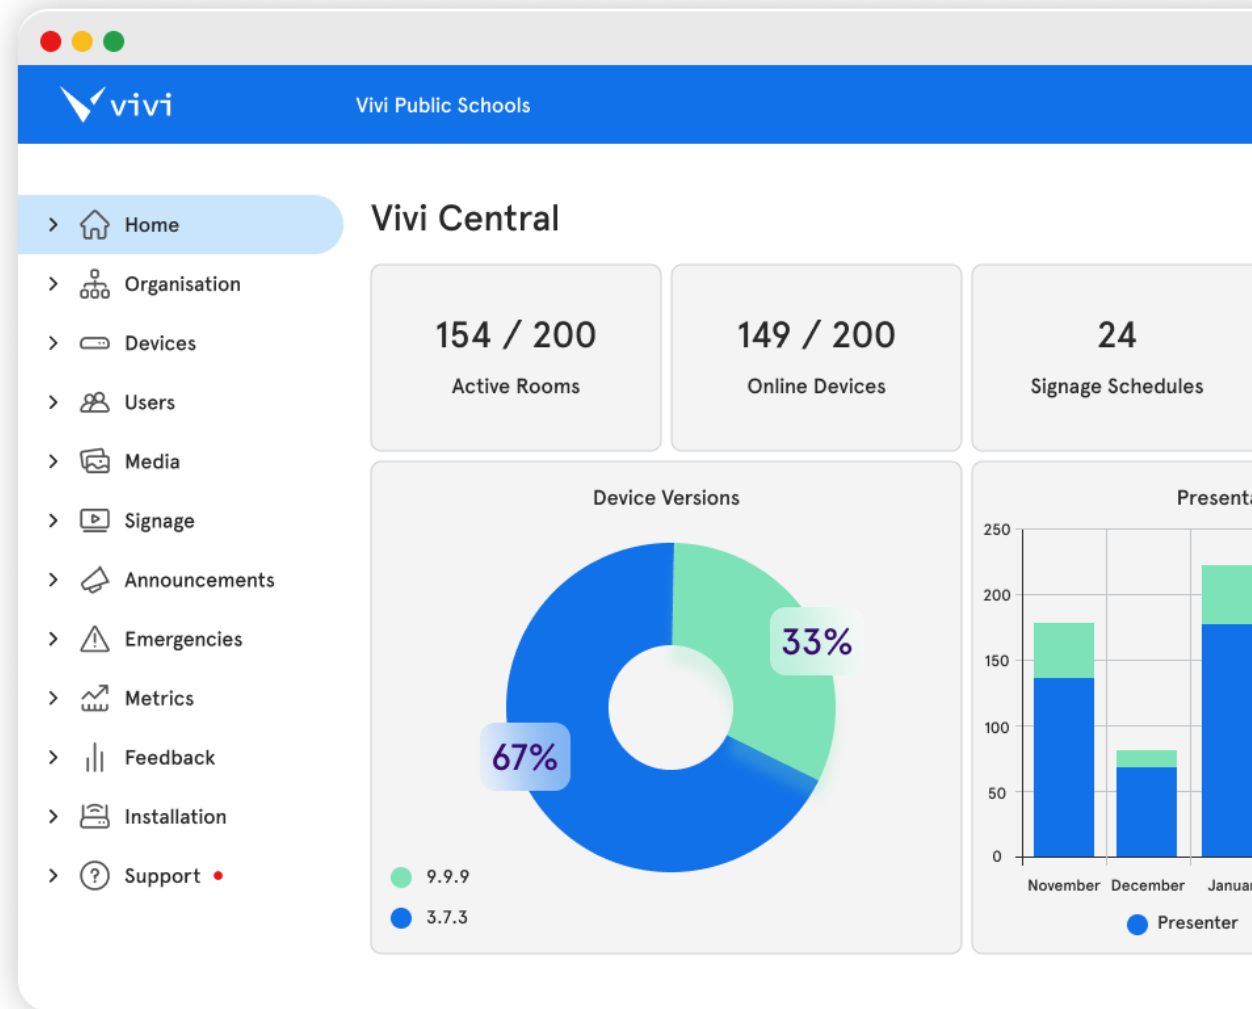 vivi
Vivi Public Schools
Home
Organisation
Devices
Users
Media
Signage
Announcements
Emergencies
Metrics
Feedback
Installation
Support
Vivi Central
154 / 200
Active Rooms
149 / 200
Online Devices
24
Signage Schedules
Device Versions
33%
67%
9.9.9
3.7.3
Presenta
250
200
150
100
50
0
November December Januar
Presenter